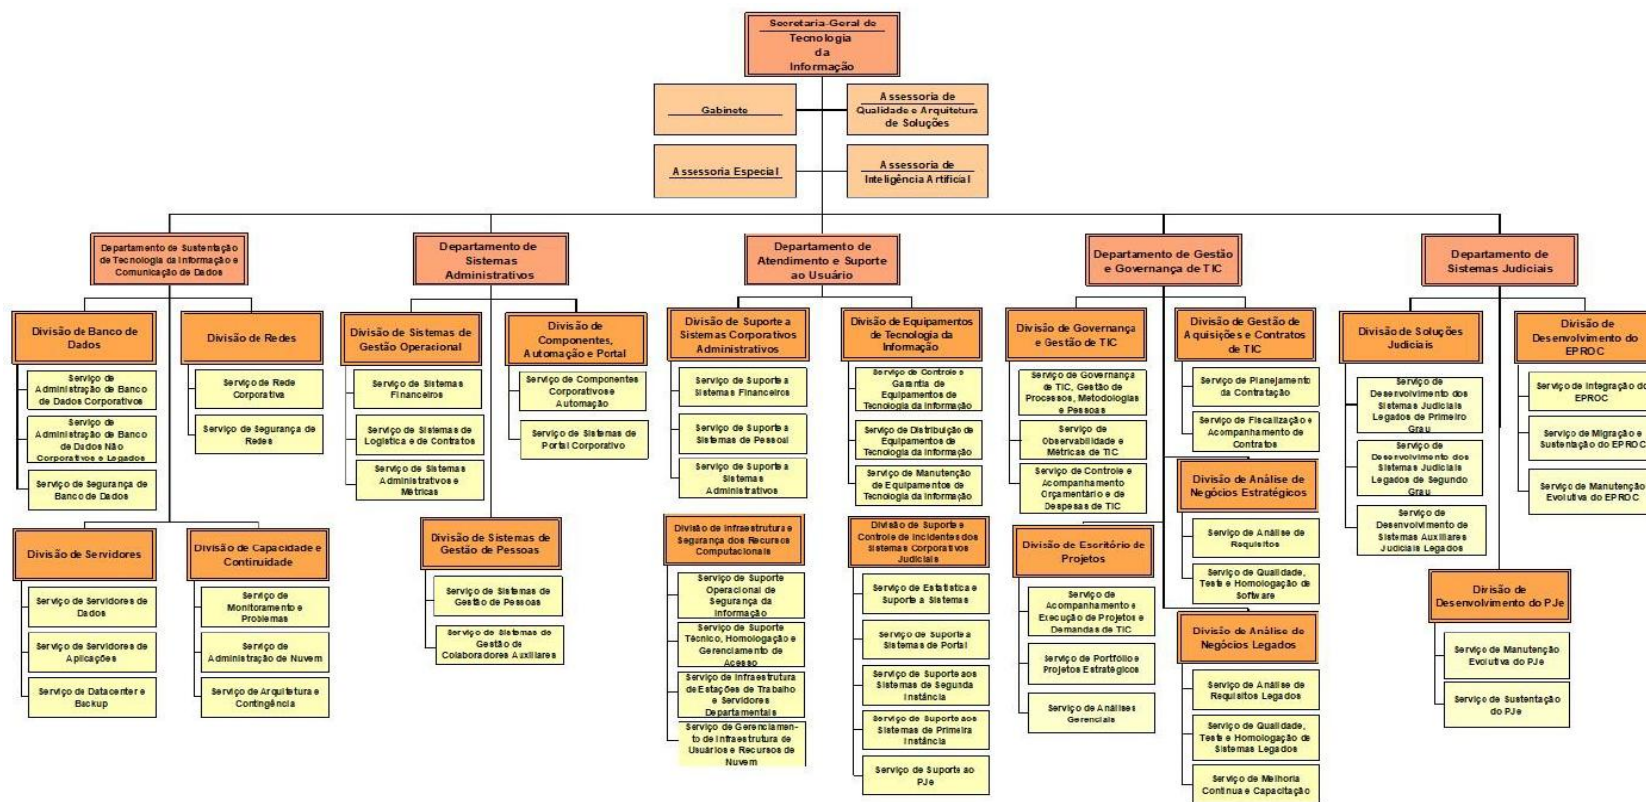 Secretaria-Geral de
Tecnologia
da
Informação
Gabinete
Assessoria de
Qualidade e Arquitetura
de Soluções
Assessoria Especial
Assessoria de
Inteligência Artificial
Departamento de Sustentação
de Tecnologia da Informação e
Comunicação de Dados
Departamento de
Sistemas
Administrativos
Departamento de
Atendimento e Suporte
ao Usuário
Departamento de Gestão
e Governança de TIC
Departamento de
Sistemas Judiciais
Divisão de Banco de
Dados
Serviço de
Administração de Banco
de Dados Corporativos
Serviço de
Administração de Banco
de Dados Não
Corporativos e Legados
Serviço de Segurança de
Banco de Dados
Divisão de Redes
Serviço de Rede
Corporativa
Serviço de Segurança de
Redes
Divisão de Servidores
Serviço de Servidores de
Dados
Serviço de Servidores de
Aplicações
Serviço de Datacenter e
Backup
Divisão de Capacidade e
Continuidade
Serviço de
Monitoramento e
Problemas
Serviço de
Administração de Nuvem
Serviço de Arquitetura e
Contingência
Divisão de Sistemas de
Gestão Operacional
Serviço de Sistemas
Financeiros
Serviço de Sistemas de
Logística e de Contratos
Serviço de Sistemas
Administrativos e
Métricas
Divisão de
Componentes,
Automação e Portal
Serviço de Componentes
Corporativos e
Automação
Serviço de Sistemas de
Portal Corporativo
Divisão de Sistemas de
Gestão de Pessoas
Serviço de Sistemas de
Gestão de Pessoas
Serviço de Sistemas de
Gestão de
Colaboradores Auxiliares
Divisão de Suporte a
Sistemas Corporativos
Administrativos
Serviço de Suporte a
Sistemas Financeiros
Serviço de Suporte a
Sistemas de Pessoal
Serviço de Suporte a
Sistemas
Administrativos
Divisão de Equipamentos
de Tecnologia da
Informação
Serviço de Controle e
Garantia de
Equipamentos de
Tecnologia da Informação
Serviço de Distribuição de
Equipamentos de
Tecnologia da Informação
Serviço de Manutenção
de Equipamentos de
Tecnologia da Informação
Divisão de Infraestrutura e
Segurança dos Recursos
Computacionais
Serviço de Suporte
Operacional de
Segurança da
Informação
Serviço de Suporte
Técnico, Homologação e
Gerenciamento de
Acesso
Serviço de Infraestrutura
de Estações de Trabalho
e Servidores
Departamentais
Serviço de Gerenciamen-
to de Infraestrutura de
Usuários e Recursos de
Nuvem
Divisão de Suporte e
Controle de Incidentes dos
Sistemas Corporativos
Judiciais
Serviço de Estatística e
Suporte a Sistemas
Serviço de Suporte a
Sistemas de Portal
Serviço de Suporte aos
Sistemas de Segunda
Instância
Serviço de Suporte aos
Sistemas de Primeira
Instância
Serviço de Suporte ao
PJe
Divisão de Governança
e Gestão de TIC
Serviço de Governança
de TIC, Gestão de
Processos, Metodologias
e Pessoas
Serviço de
Observabilidade e
Métricas de TIC
Serviço de Controle e
Acompanhamento
Orçamentário e de
Despesas de TIC
Divisão de Gestão de
Aquisições e Contratos
de TIC
Serviço de Planejamento
da Contratação
Serviço de Fiscalização e
Acompanhamento de
Contratos
Divisão de Análise de
Negócios Estratégicos
Serviço de Análise de
Requisitos
Serviço de Qualidade,
Teste e Homologação de
Software
Divisão de Escritório de
Projetos
Serviço de
Acompanhamento e
Execução de Projetos e
Demandas de TIC
Serviço de Portfólio e
Projetos Estratégicos
Serviço de Análises
Gerenciais
Divisão de Análise de
Negócios Legados
Serviço de Análise de
Requisitos Legados
Serviço de Qualidade,
Teste e Homologação de
Sistemas Legados
Serviço de Melhoria
Contínua e Capacitação
Divisão de Soluções
Judiciais
Serviço de
Desenvolvimento dos
Sistemas Judiciais
Legados de Primeiro
Grau
Serviço de
Desenvolvimento dos
Sistemas Judiciais
Legados de Segundo
Grau
Serviço de
Desenvolvimento de
Sistemas Auxiliares
Judiciais Legados
Divisão de
Desenvolvimento do
EPROC
Serviço de Integração do
EPROC
Serviço de Migração e
Sustentação do EPROC
Serviço de Manutenção
Evolutiva do EPROC
Divisão de
Desenvolvimento do PJe
Serviço de Manutenção
Evolutiva do PJe
Serviço de Sustentação
do PJe